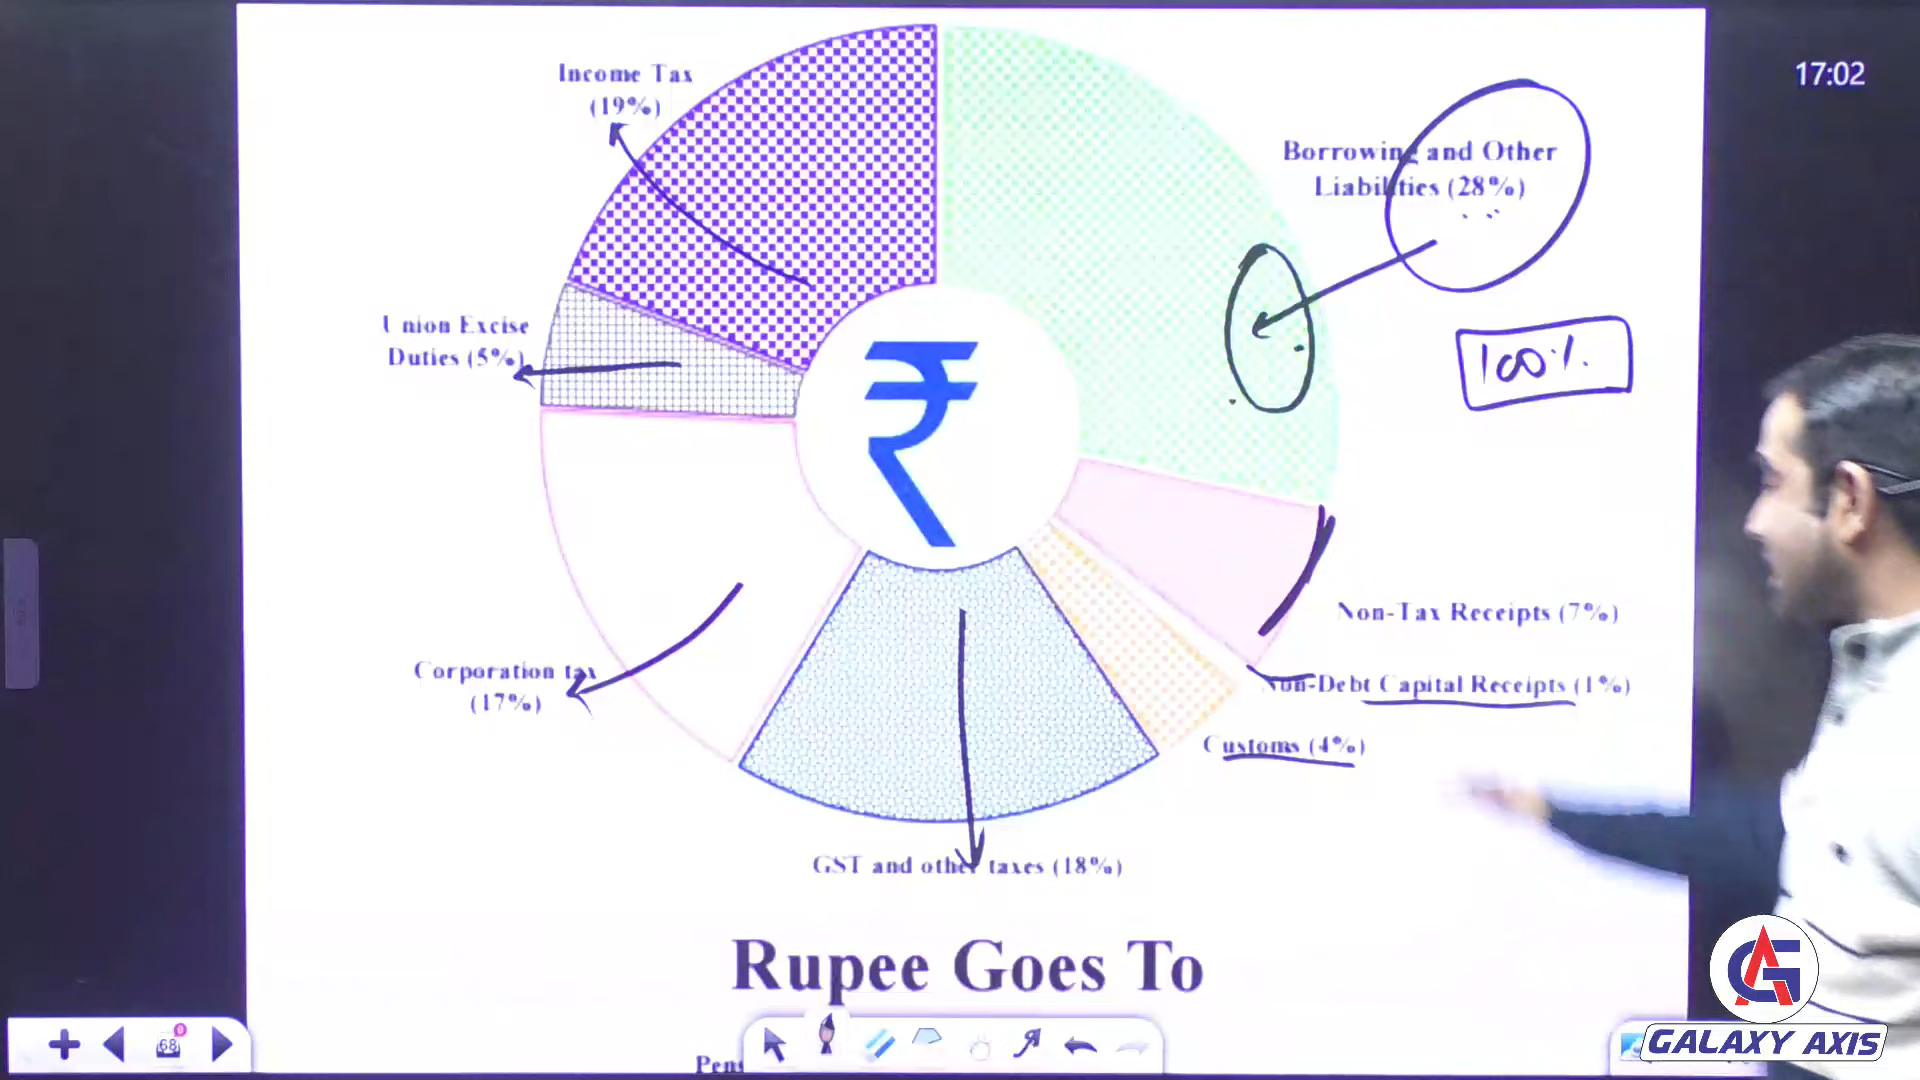 17:02
Income Tax
(19%)
Borrowing and Other
Liabilities (28%)
100%
Union Excise
Duties (5%)
₹
Non-Tax Receipts (7%)
Non-Debt Capital Receipts (1%)
Corporation tax
(17%)
Customs (4%)
GST and other taxes (18%)
Rupee Goes To
68
GALAXY AXIS